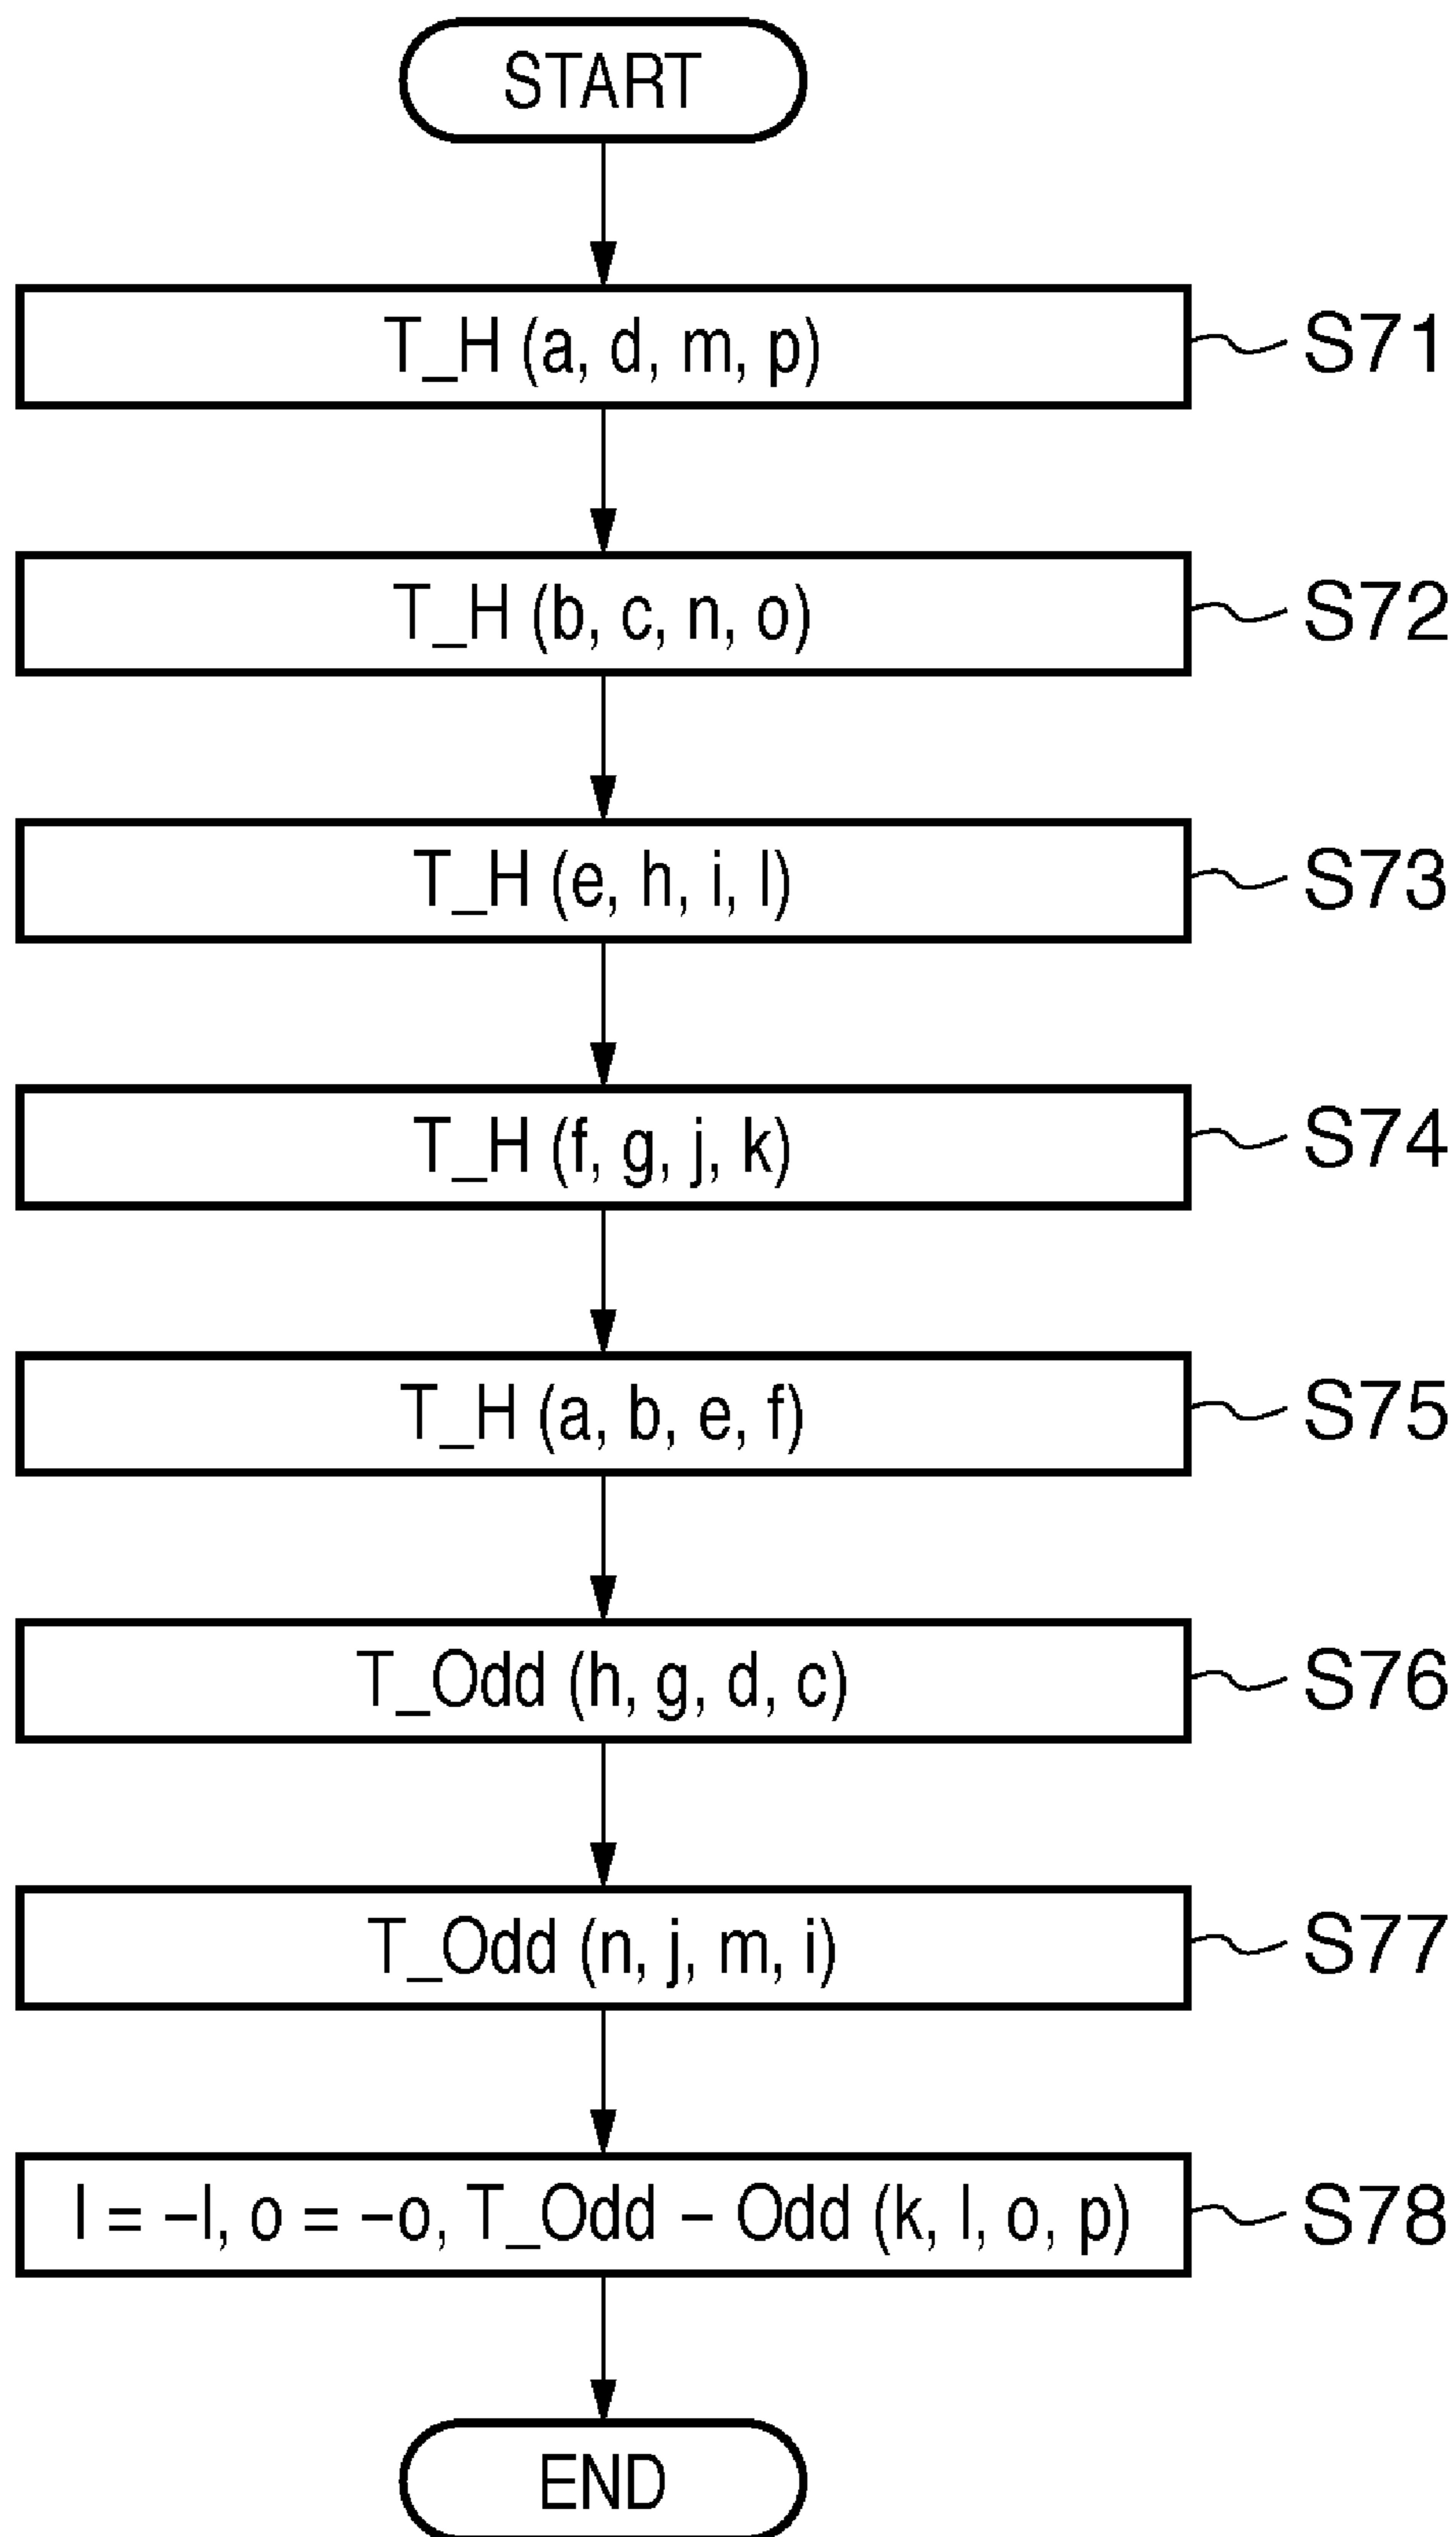 START
T_H (a, d, m, p) S71
T_H (b, c, n, o) S72
T_H (e, h, i, l) S73
T_H (f, g, j, k) S74
T_H (a, b, e, f) S75
T_Odd (h, g, d, c) S76
T_Odd (n, j, m, i) S77
l = −l, o = −o, T_Odd − Odd (k, l, o, p) S78
END